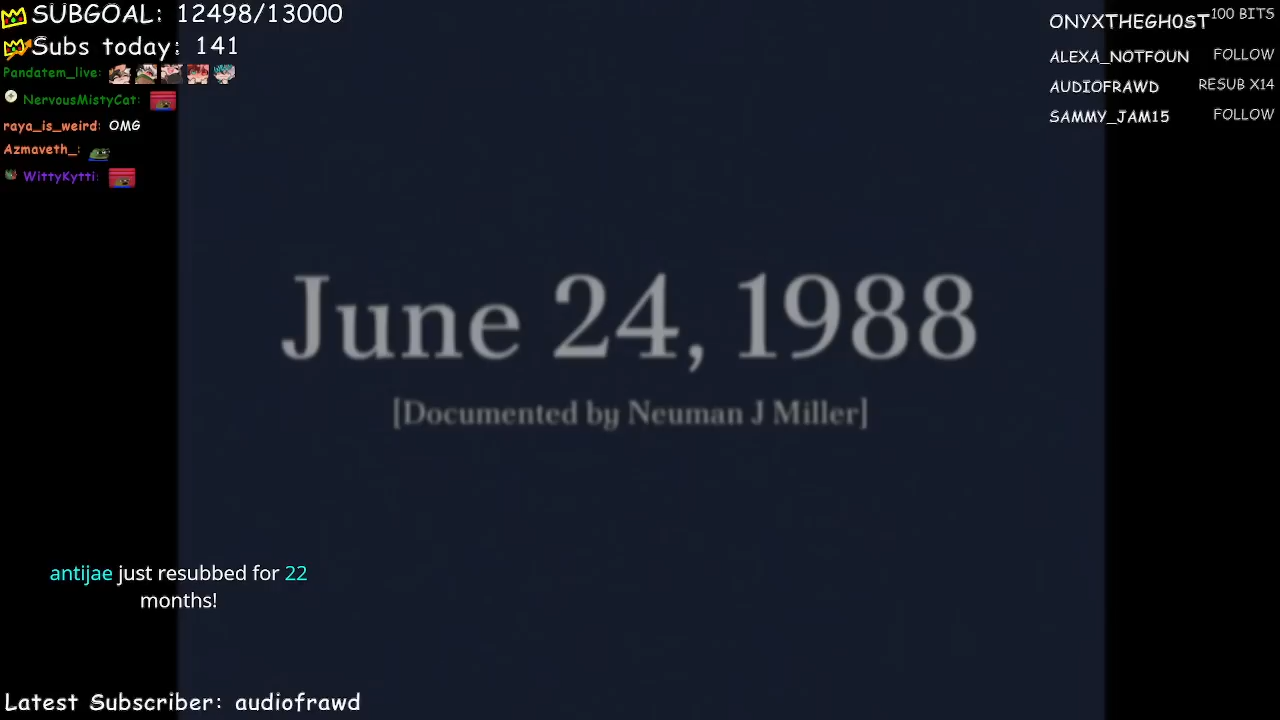 SUBGOAL: 12498/13000
Subs today: 141
Pandatem_live:
NervousMistyCat:
raya_is_weird: OMG
Azmaveth_:
WittyKytti:
ONYXTHEGH0ST 100 BITS
ALEXA_NOTFOUN FOLLOW
AUDIOFRAWD RESUB X14
SAMMY_JAM15 FOLLOW
June 24, 1988
[Documented by Neuman J Miller]
antijae just resubbed for 22
months!
Latest Subscriber: audiofrawd